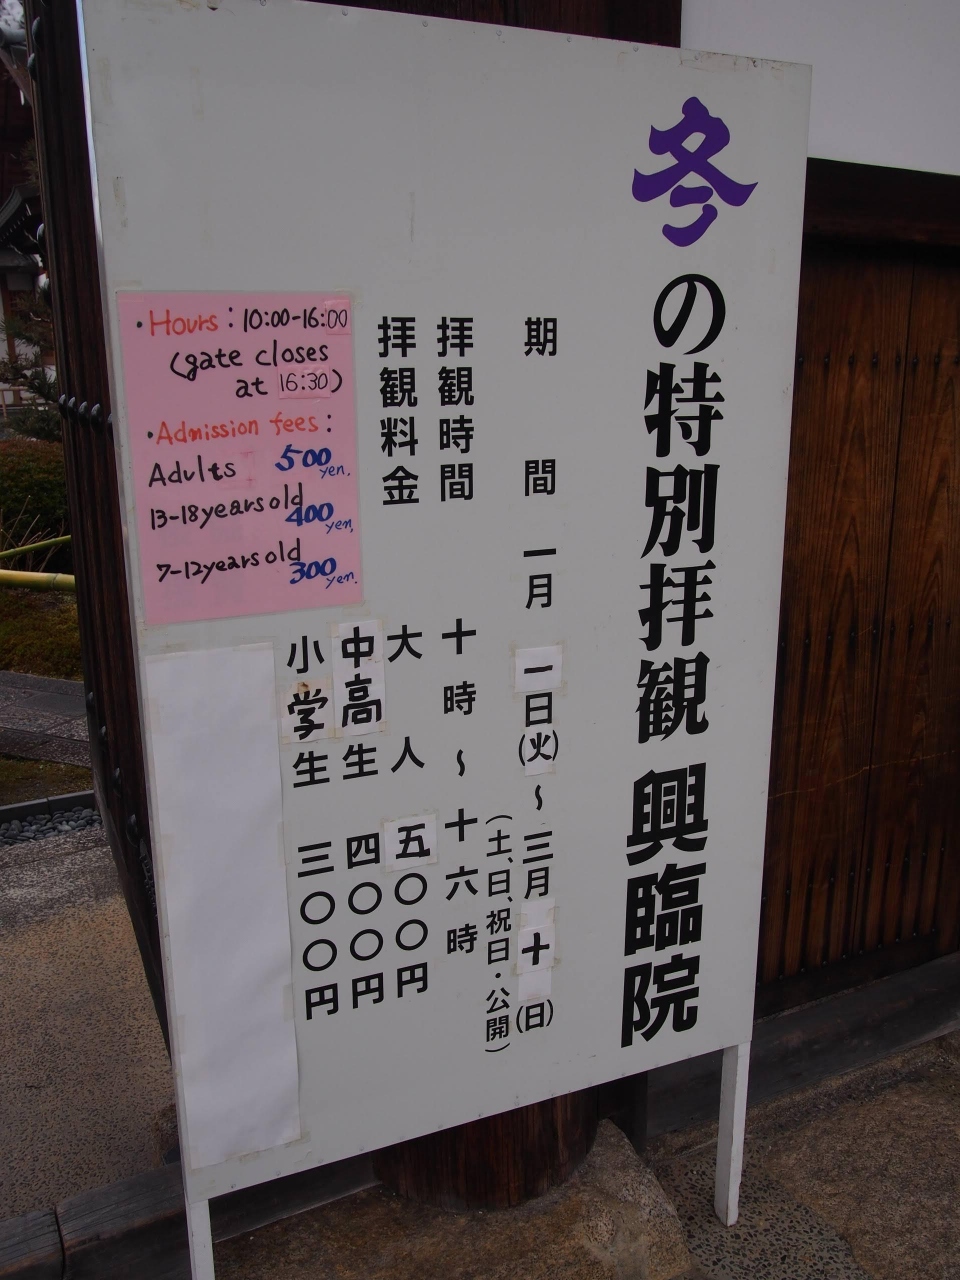 冬の特別拝観 興臨院
期間 一月一日(火)～三月十日(日)
(土、日、祝日・公開)
拝観時間 十時～十六時
拝観料金 大人 五〇〇円
中高生 四〇〇円
小学生 三〇〇円
・Hours : 10:00-16:00
(gate closes
at 16:30)
・Admission fees :
Adults 500 yen.
13-18years old 400 yen.
7-12years old 300 yen.